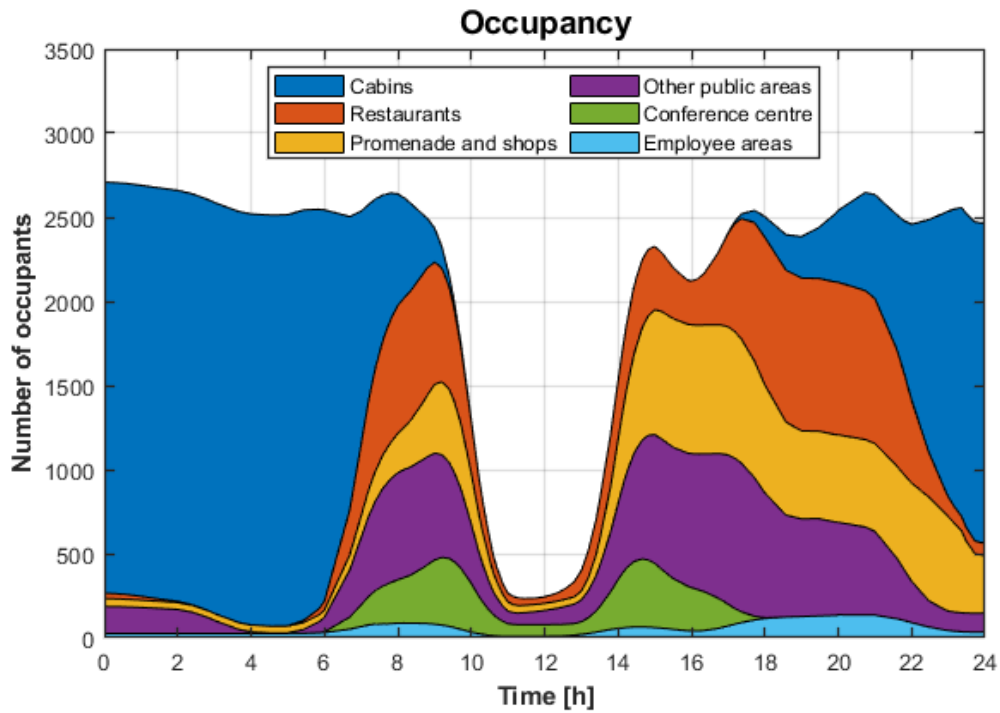 Occupancy
3500
3000
2500
2000
1500
1000
500
0
Number of occupants
Cabins
Restaurants
Promenade and shops
Other public areas
Conference centre
Employee areas
0 2 4 6 8 10 12 14 16 18 20 22 24
Time [h]